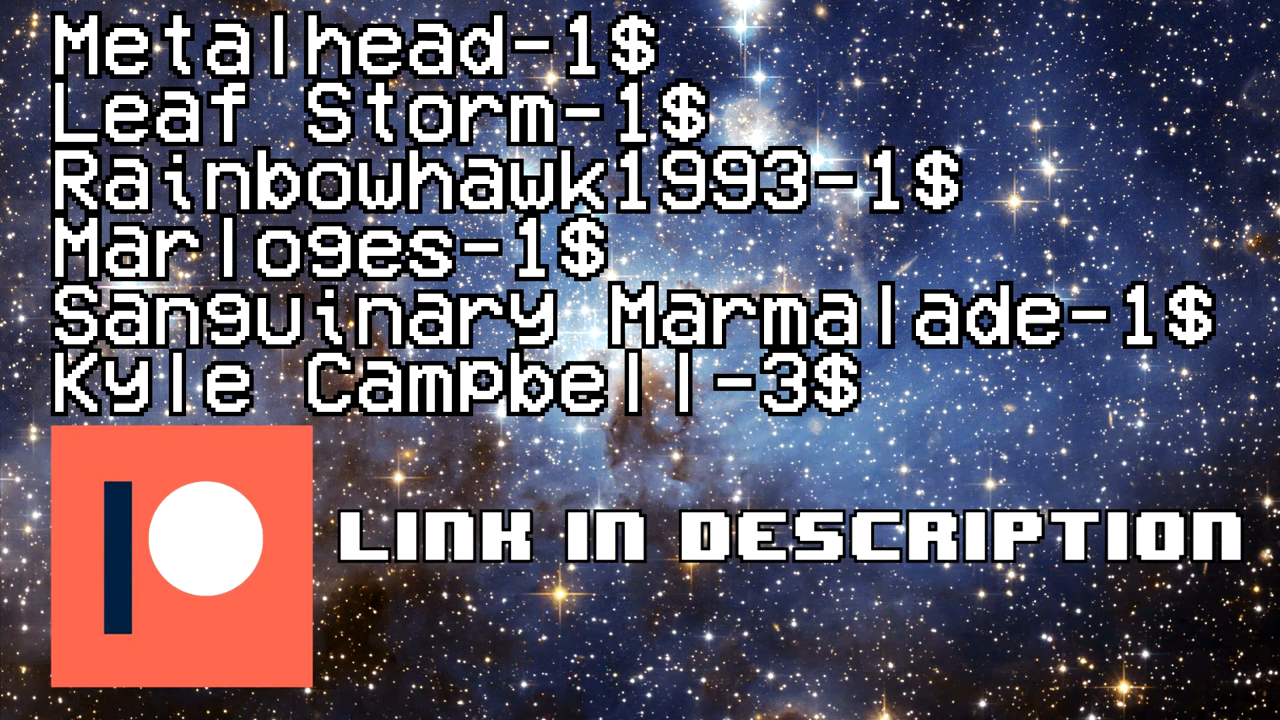 Metalhead-1$
Leaf Storm-1$
Rainbowhawk1993-1$
Marloges-1$
Sanguinary Marmalade-1$
Kyle Campbell-3$
LINK IN DESCRIPTION